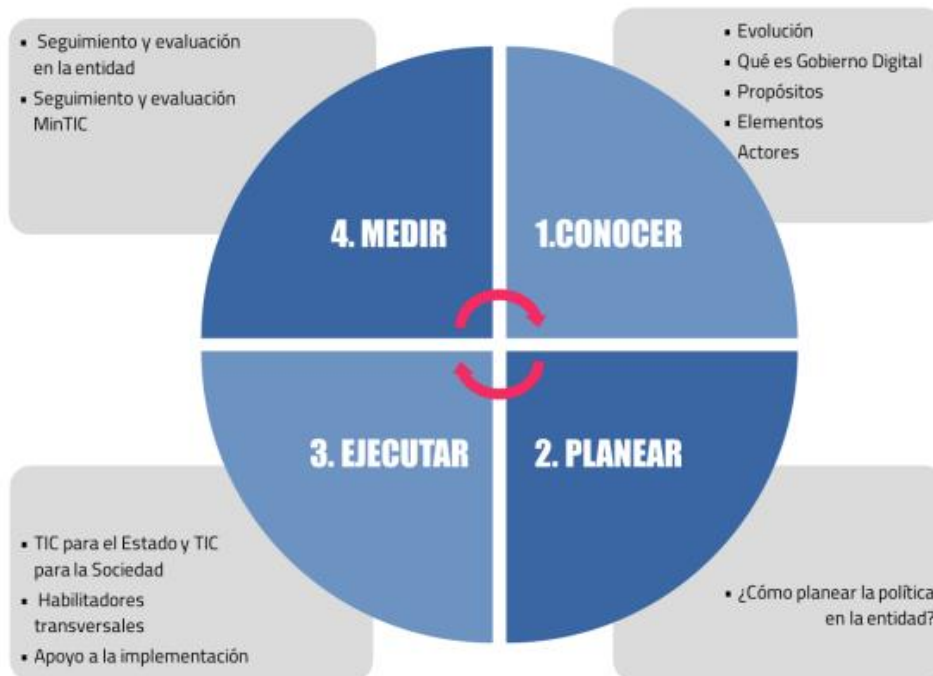 ▪ Seguimiento y evaluación
en la entidad
▪ Seguimiento y evaluación
MinTIC
▪ Evolución
▪ Qué es Gobierno Digital
▪ Propósitos
▪ Elementos
Actores
4. MEDIR
1.CONOCER
3. EJECUTAR
2. PLANEAR
▪ TIC para el Estado y TIC
para la Sociedad
▪ Habilitadores
transversales
▪ Apoyo a la implementación
▪ ¿Cómo planear la política
en la entidad?